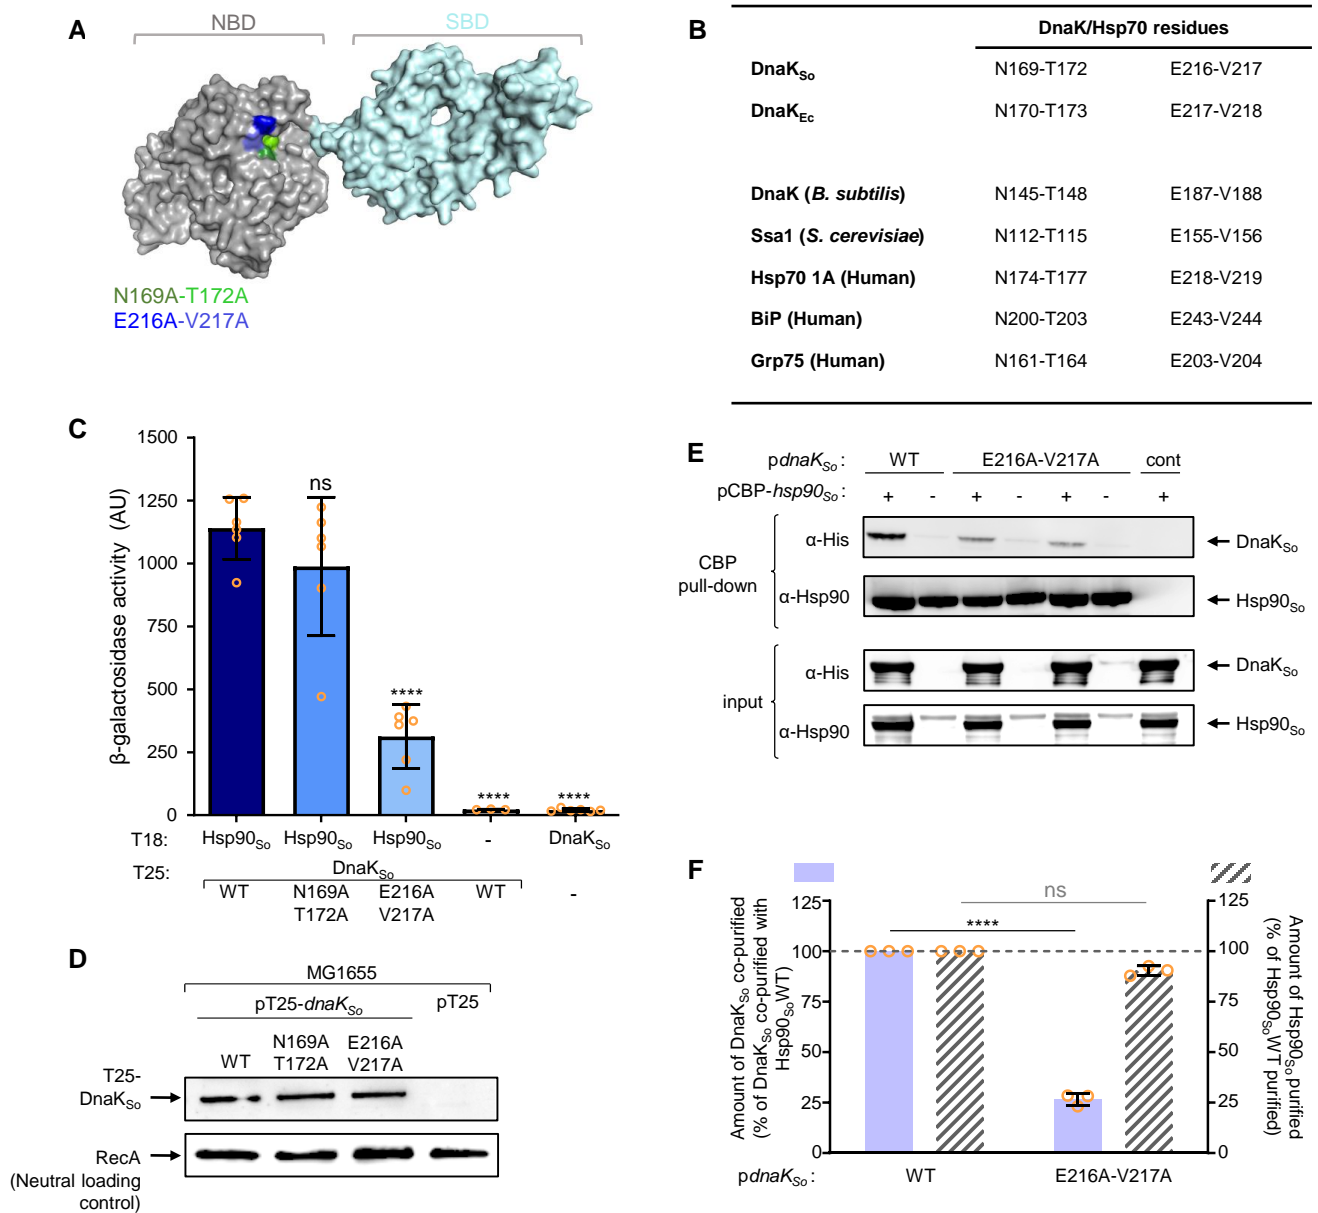 A
NBD
SBD
N169A-T172A
E216A-V217A
B
DnaK/Hsp70 residues
DnaKSo N169-T172 E216-V217
DnaKEc N170-T173 E217-V218
DnaK (B. subtilis) N145-T148 E187-V188
Ssa1 (S. cerevisiae) N112-T115 E155-V156
Hsp70 1A (Human) N174-T177 E218-V219
BiP (Human) N200-T203 E243-V244
Grp75 (Human) N161-T164 E203-V204
C
β-galactosidase activity (AU)
1500
1250
1000
750
500
250
0
ns
****
****
****
T18: Hsp90So Hsp90So Hsp90So - DnaKSo
T25: DnaKSo
WT N169A E216A WT -
T172A V217A
D
MG1655
pT25-dnaKSo pT25
WT N169A E216A
T172A V217A
T25-
DnaKSo
RecA
(Neutral loading
control)
E
pdnaKSo: WT E216A-V217A cont
pCBP-hsp90So: + - + - + - +
CBP
pull-down
α-His DnaKSo
α-Hsp90 Hsp90So
input
α-His DnaKSo
α-Hsp90 Hsp90So
F
Amount of DnaKSo co-purified
(% of DnaKSo co-purified with
Hsp90SoWT)
125
100
75
50
25
0
ns
****
125
100
75
50
25
0
Amount of Hsp90So purified
(% of Hsp90SoWT purified)
pdnaKSo: WT E216A-V217A